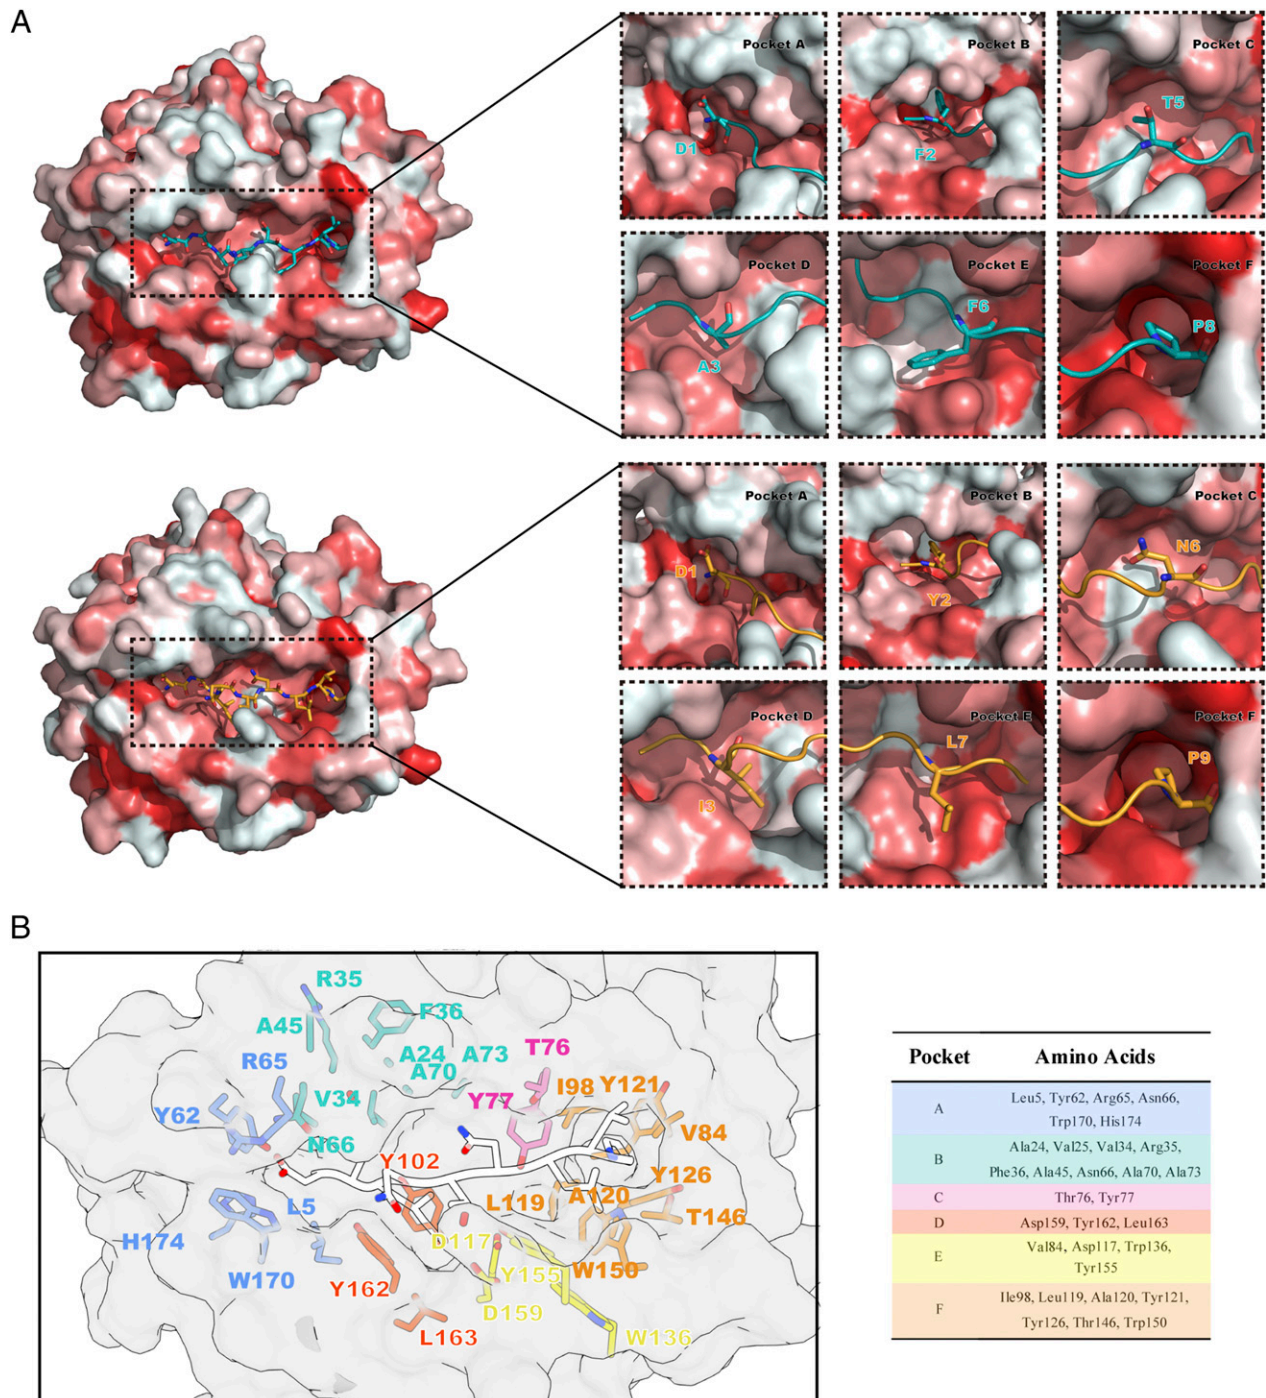 A
Pocket A
D1
Pocket B
F2
Pocket C
T5
Pocket D
A3
Pocket E
F6
Pocket F
P8
Pocket A
D1
Pocket B
Y2
Pocket C
N6
Pocket D
I3
Pocket E
L7
Pocket F
P9
B
R35
F36
A45
A24
A73
T76
R65
A70
I98
Y121
V34
Y77
Y62
V84
N66
Y102
Y126
L5
L119
A120
T146
H174
D117
W170
Y162
Y155
W150
D159
L163
W136
Pocket Amino Acids
A Leu5, Tyr62, Arg65, Asn66,
Trp170, His174
B Ala24, Val25, Val34, Arg35,
Phe36, Ala45, Asn66, Ala70, Ala73
C Thr76, Tyr77
D Asp159, Tyr162, Leu163
E Val84, Asp117, Trp136,
Tyr155
F Ile98, Leu119, Ala120, Tyr121,
Tyr126, Thr146, Trp150